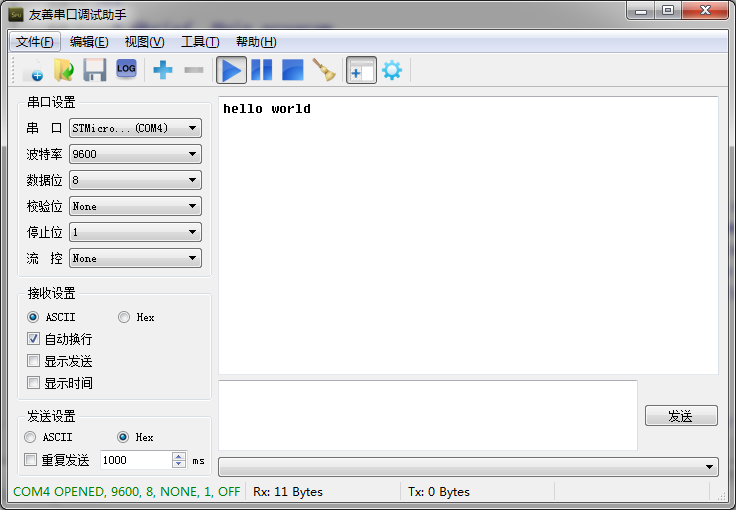 友善串口调试助手
文件(F) 编辑(E) 视图(V) 工具(T) 帮助(H)
LOG
串口设置
串 口 STMicro...(COM4)
波特率 9600
数据位 8
校验位 None
停止位 1
流 控 None
hello world
接收设置
ASCII Hex
自动换行
显示发送
显示时间
发送设置
ASCII Hex
重复发送 1000 ms
发送
COM4 OPENED, 9600, 8, NONE, 1, OFF Rx: 11 Bytes Tx: 0 Bytes